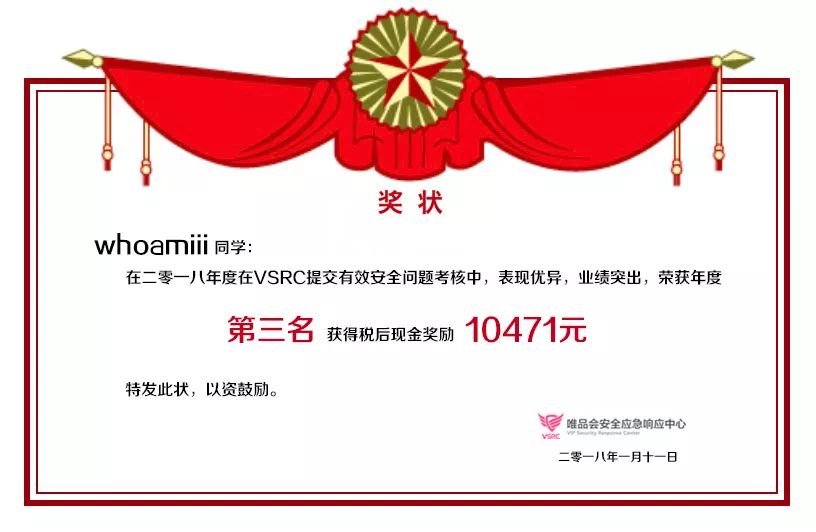 奖 状
whoamiii 同学：
在二零一八年度在VSRC提交有效安全问题考核中，表现优异，业绩突出，荣获年度
第三名 获得税后现金奖励 10471元
特发此状，以资鼓励。
唯品会安全应急响应中心
VIP Security Response Center
VSRC
二零一八年一月十一日